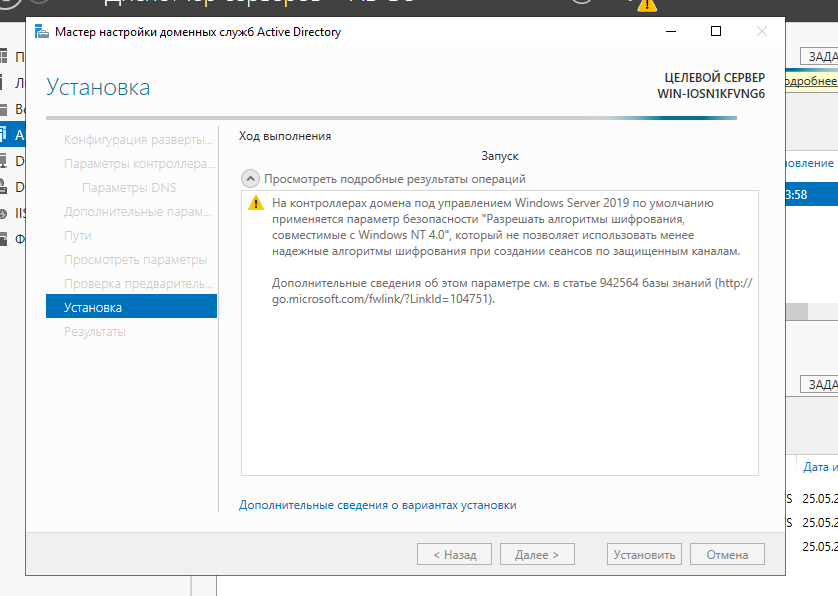 Мастер настройки доменных служб Active Directory
ЗАДА
Установка
ЦЕЛЕВОЙ СЕРВЕР
WIN-IOSN1KFVNG6
одробнее
Конфигурация разверты...
Параметры контроллера...
Параметры DNS
Дополнительные парам...
Пути
Просмотреть параметры
Проверка предваритель...
Установка
Результаты
Ход выполнения
Запуск
Просмотреть подробные результаты операций
На контроллерах домена под управлением Windows Server 2019 по умолчанию
применяется параметр безопасности "Разрешать алгоритмы шифрования,
совместимые с Windows NT 4.0", который не позволяет использовать менее
надежные алгоритмы шифрования при создании сеансов по защищенным каналам.
Дополнительные сведения об этом параметре см. в статье 942564 базы знаний (http://
go.microsoft.com/fwlink/?LinkId=104751).
Дополнительные сведения о вариантах установки
< Назад
Далее >
Установить
Отмена
новление
3:58
ЗАДА
Дата и
S 25.05.2
S 25.05.2
25.05.2